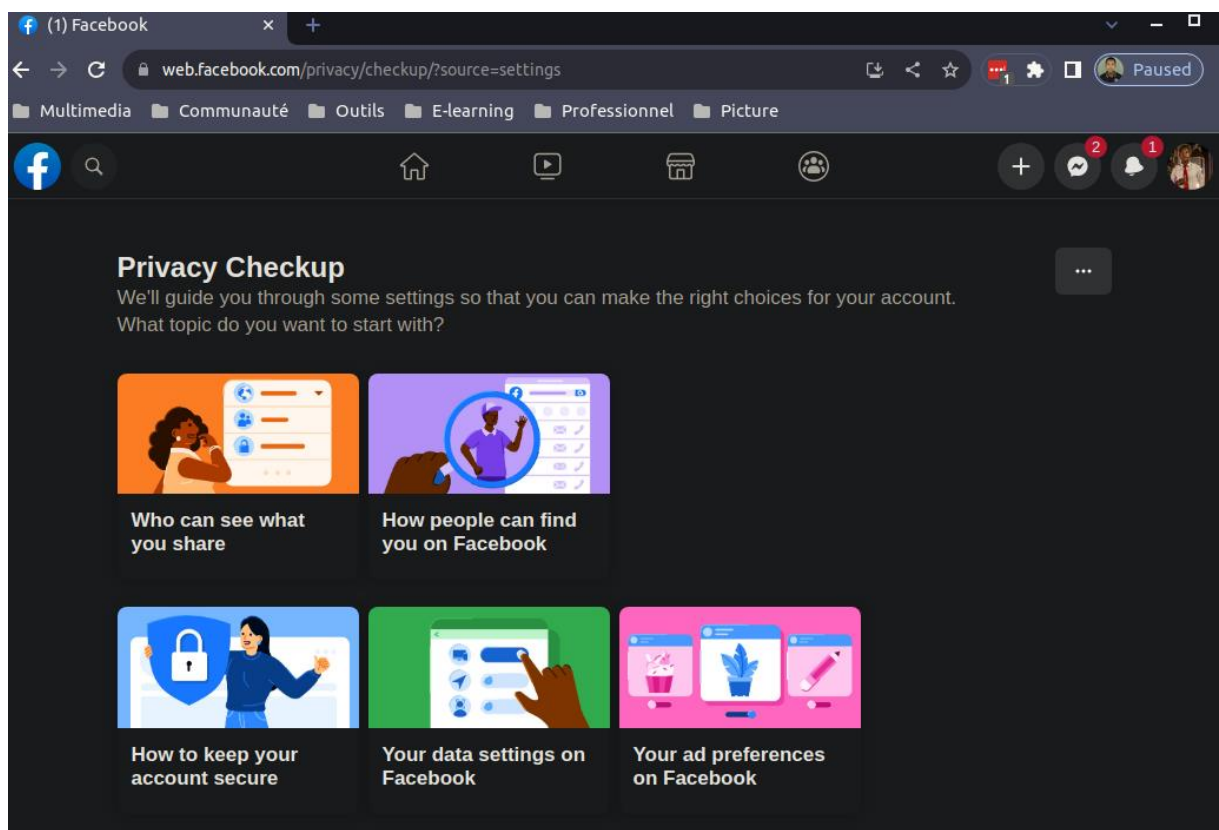 (1) Facebook
web.facebook.com/privacy/checkup/?source=settings
1
Paused
Multimedia Communauté Outils E-learning Professionnel Picture
2 1
Privacy Checkup
We'll guide you through some settings so that you can make the right choices for your account.
What topic do you want to start with?
Who can see what
you share
How people can find
you on Facebook
How to keep your
account secure
Your data settings on
Facebook
Your ad preferences
on Facebook